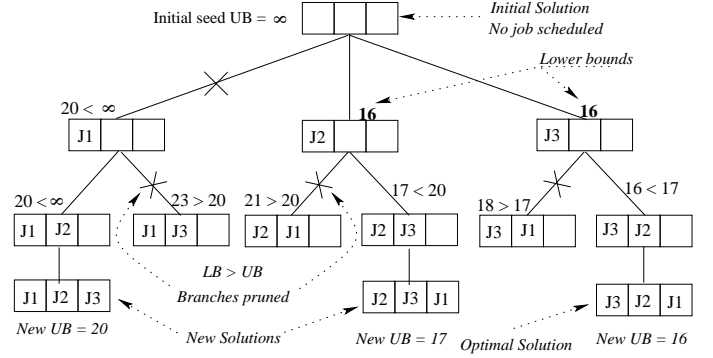 Initial seed UB = ∞
Initial Solution
No job scheduled
Lower bounds
20 < ∞
16
16
J1
J2
J3
20 < ∞
23 > 20
21 > 20
17 < 20
18 > 17
16 < 17
J1 J2
J1 J3
J2 J1
J2 J3
J3 J1
J3 J2
LB > UB
Branches pruned
J1 J2 J3
J2 J3 J1
J3 J2 J1
New UB = 20
New Solutions
New UB = 17
Optimal Solution
New UB = 16